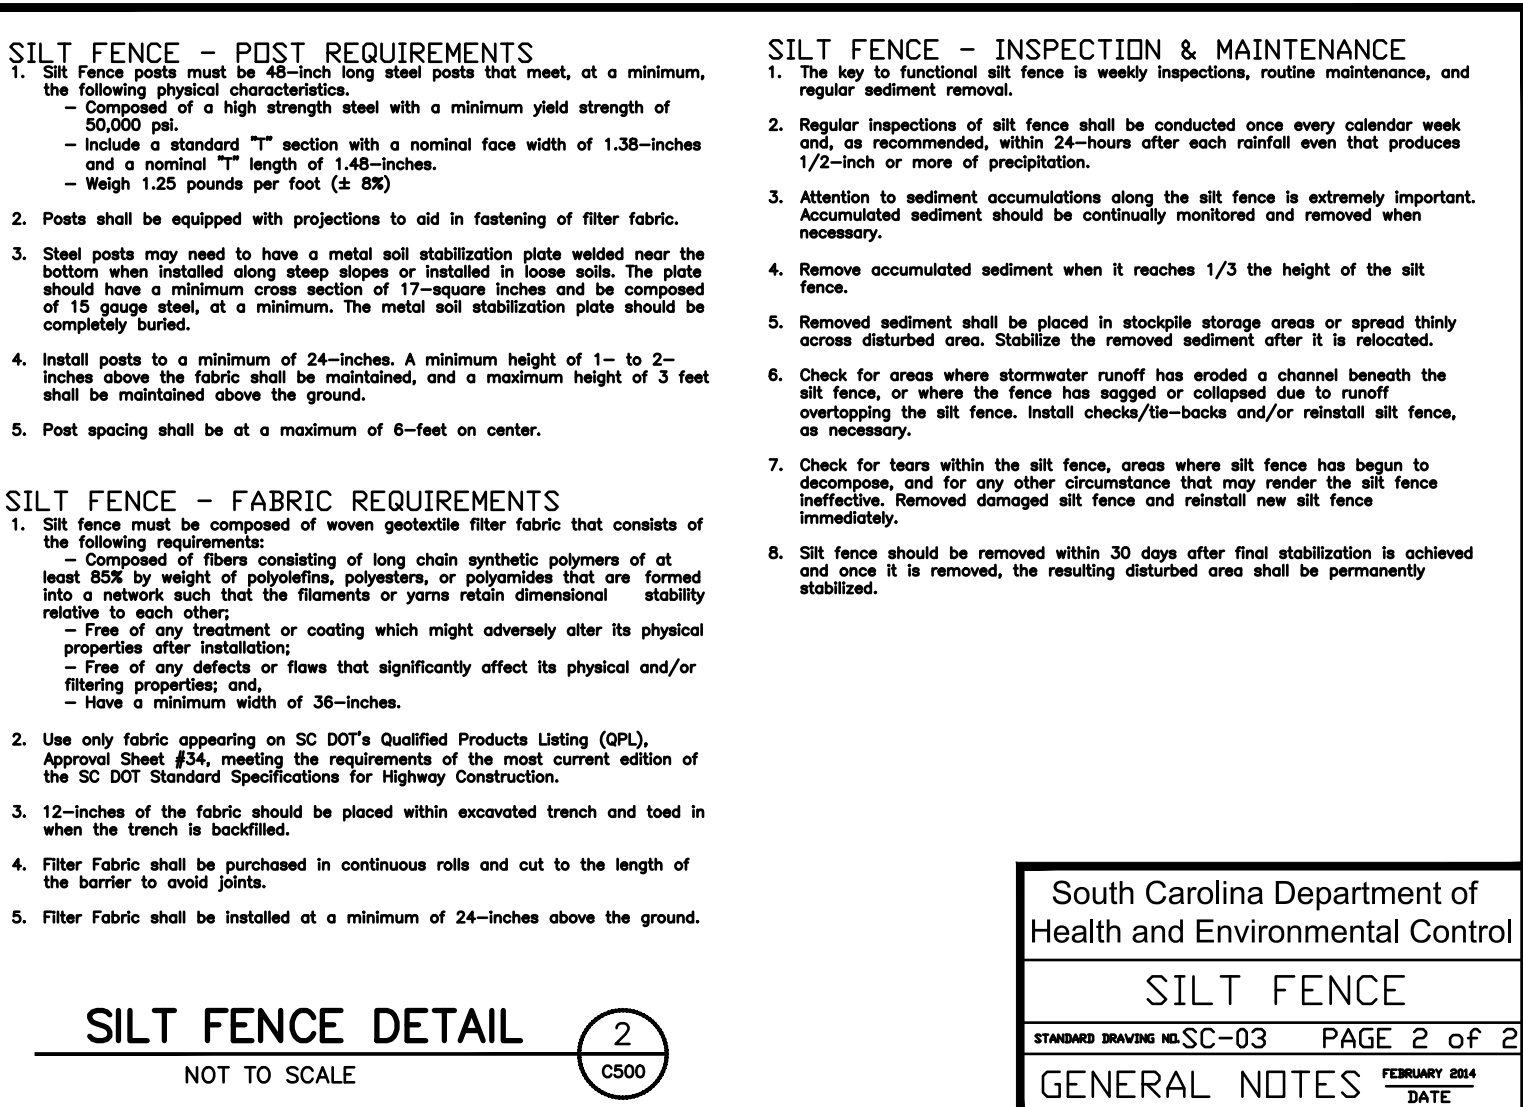 SILT FENCE – POST REQUIREMENTS
1. Silt Fence posts must be 48–inch long steel posts that meet, at a minimum,
the following physical characteristics.
– Composed of a high strength steel with a minimum yield strength of
50,000 psi.
– Include a standard "T" section with a nominal face width of 1.38–inches
and a nominal "T" length of 1.48–inches.
– Weigh 1.25 pounds per foot (± 8%)
2. Posts shall be equipped with projections to aid in fastening of filter fabric.
3. Steel posts may need to have a metal soil stabilization plate welded near the
bottom when installed along steep slopes or installed in loose soils. The plate
should have a minimum cross section of 17–square inches and be composed
of 15 gauge steel, at a minimum. The metal soil stabilization plate should be
completely buried.
4. Install posts to a minimum of 24–inches. A minimum height of 1– to 2–
inches above the fabric shall be maintained, and a maximum height of 3 feet
shall be maintained above the ground.
5. Post spacing shall be at a maximum of 6–feet on center.
SILT FENCE – FABRIC REQUIREMENTS
1. Silt fence must be composed of woven geotextile filter fabric that consists of
the following requirements:
– Composed of fibers consisting of long chain synthetic polymers of at
least 85% by weight of polyolefins, polyesters, or polyamides that are formed
into a network such that the filaments or yarns retain dimensional stability
relative to each other;
– Free of any treatment or coating which might adversely alter its physical
properties after installation;
– Free of any defects or flaws that significantly affect its physical and/or
filtering properties; and,
– Have a minimum width of 36–inches.
2. Use only fabric appearing on SC DOT's Qualified Products Listing (QPL),
Approval Sheet #34, meeting the requirements of the most current edition of
the SC DOT Standard Specifications for Highway Construction.
3. 12–inches of the fabric should be placed within excavated trench and toed in
when the trench is backfilled.
4. Filter Fabric shall be purchased in continuous rolls and cut to the length of
the barrier to avoid joints.
5. Filter Fabric shall be installed at a minimum of 24–inches above the ground.
SILT FENCE DETAIL
NOT TO SCALE
2
C500
SILT FENCE – INSPECTION & MAINTENANCE
1. The key to functional silt fence is weekly inspections, routine maintenance, and
regular sediment removal.
2. Regular inspections of silt fence shall be conducted once every calendar week
and, as recommended, within 24–hours after each rainfall even that produces
1/2–inch or more of precipitation.
3. Attention to sediment accumulations along the silt fence is extremely important.
Accumulated sediment should be continually monitored and removed when
necessary.
4. Remove accumulated sediment when it reaches 1/3 the height of the silt
fence.
5. Removed sediment shall be placed in stockpile storage areas or spread thinly
across disturbed area. Stabilize the removed sediment after it is relocated.
6. Check for areas where stormwater runoff has eroded a channel beneath the
silt fence, or where the fence has sagged or collapsed due to runoff
overtopping the silt fence. Install checks/tie–backs and/or reinstall silt fence,
as necessary.
7. Check for tears within the silt fence, areas where silt fence has begun to
decompose, and for any other circumstance that may render the silt fence
ineffective. Removed damaged silt fence and reinstall new silt fence
immediately.
8. Silt fence should be removed within 30 days after final stabilization is achieved
and once it is removed, the resulting disturbed area shall be permanently
stabilized.
South Carolina Department of
Health and Environmental Control
SILT FENCE
STANDARD DRAWING NO. SC-03 PAGE 2 of 2
GENERAL NOTES FEBRUARY 2014
DATE